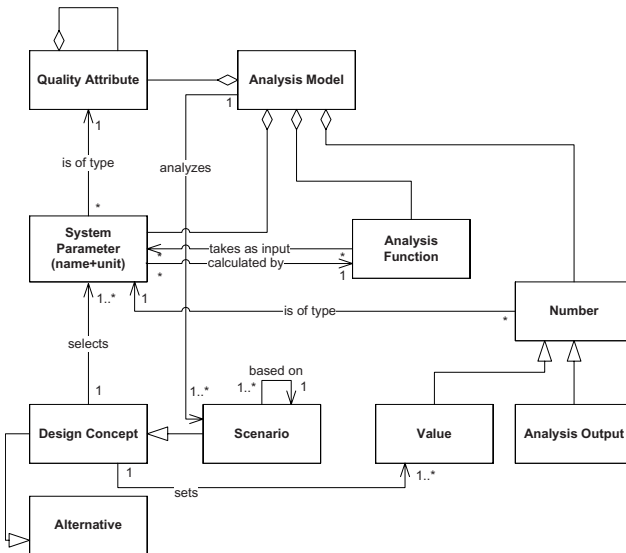 Quality Attribute
Analysis Model
1
1
is of type
analyzes
*
System
Parameter
(name+unit)
takes as input
calculated by
*
*
*
1
Analysis
Function
1..*
1
is of type
*
Number
selects
based on
1..*
1
1
1..*
Design Concept
Scenario
Value
Analysis Output
1
sets
1..*
Alternative